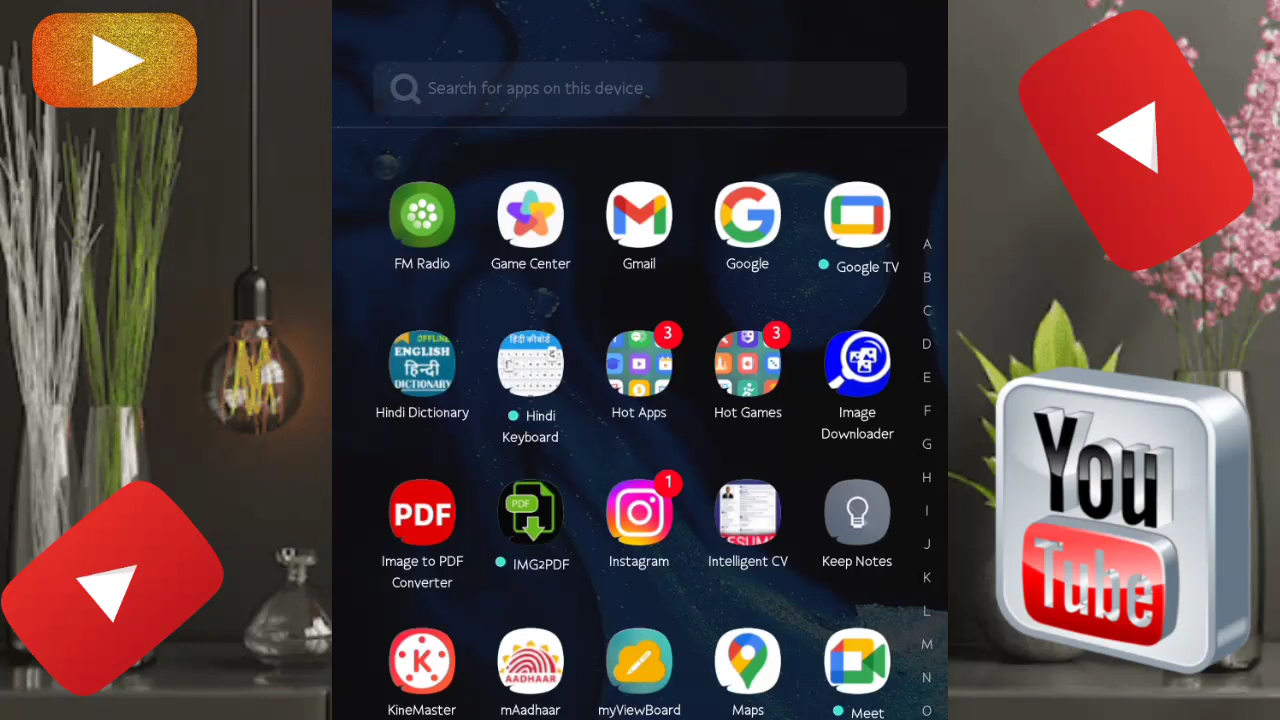 Search for apps on this device
FM Radio
Game Center
Gmail
Google
Google TV
OFFLINE
ENGLISH
हिन्दी
DICTIONARY
हिंदी कीबोर्ड
3
3
Hindi Dictionary
Hindi
Keyboard
Hot Apps
Hot Games
Image
Downloader
PDF
PDF
1
Image to PDF
Converter
IMG2PDF
Instagram
Intelligent CV
Keep Notes
K
AADHAAR
KineMaster
mAadhaar
myViewBoard
Maps
Meet
A
B
C
D
E
F
G
H
I
J
K
L
M
N
O
You
Tube